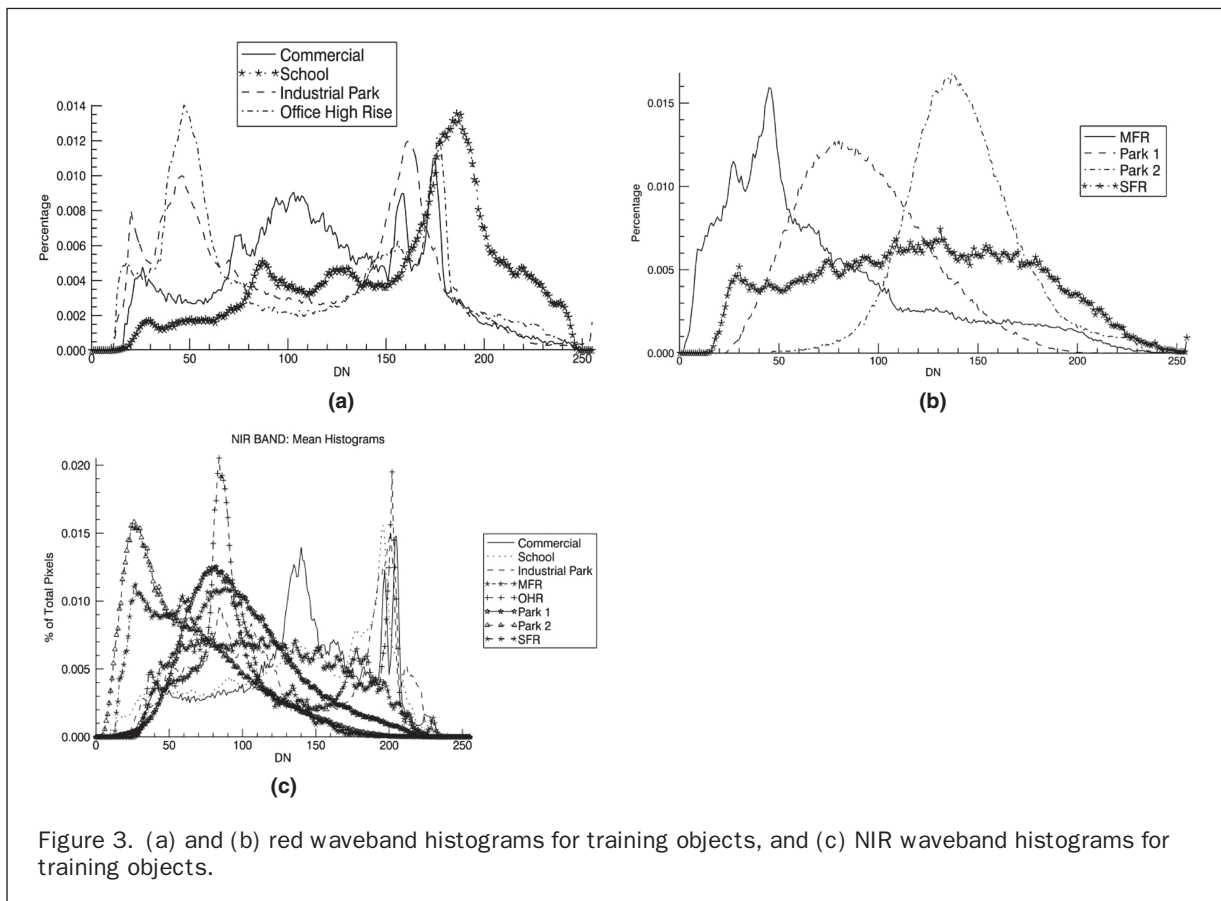 Commercial
School
Industrial Park
Office High Rise
0.014
0.012
0.010
0.008
0.006
0.004
0.002
0.000
Percentage
0
50
100
150
200
250
DN
(a)
0.015
0.010
0.005
0.000
Percentage
0
50
100
150
200
250
DN
MFR
Park 1
Park 2
SFR
(b)
NIR BAND: Mean Histograms
0.020
0.015
0.010
0.005
0.000
% of Total Pixels
0
50
100
150
200
250
DN
Commercial
School
Industrial Park
MFR
OHR
Park 1
Park 2
SFR
(c)
Figure 3. (a) and (b) red waveband histograms for training objects, and (c) NIR waveband histograms for
training objects.